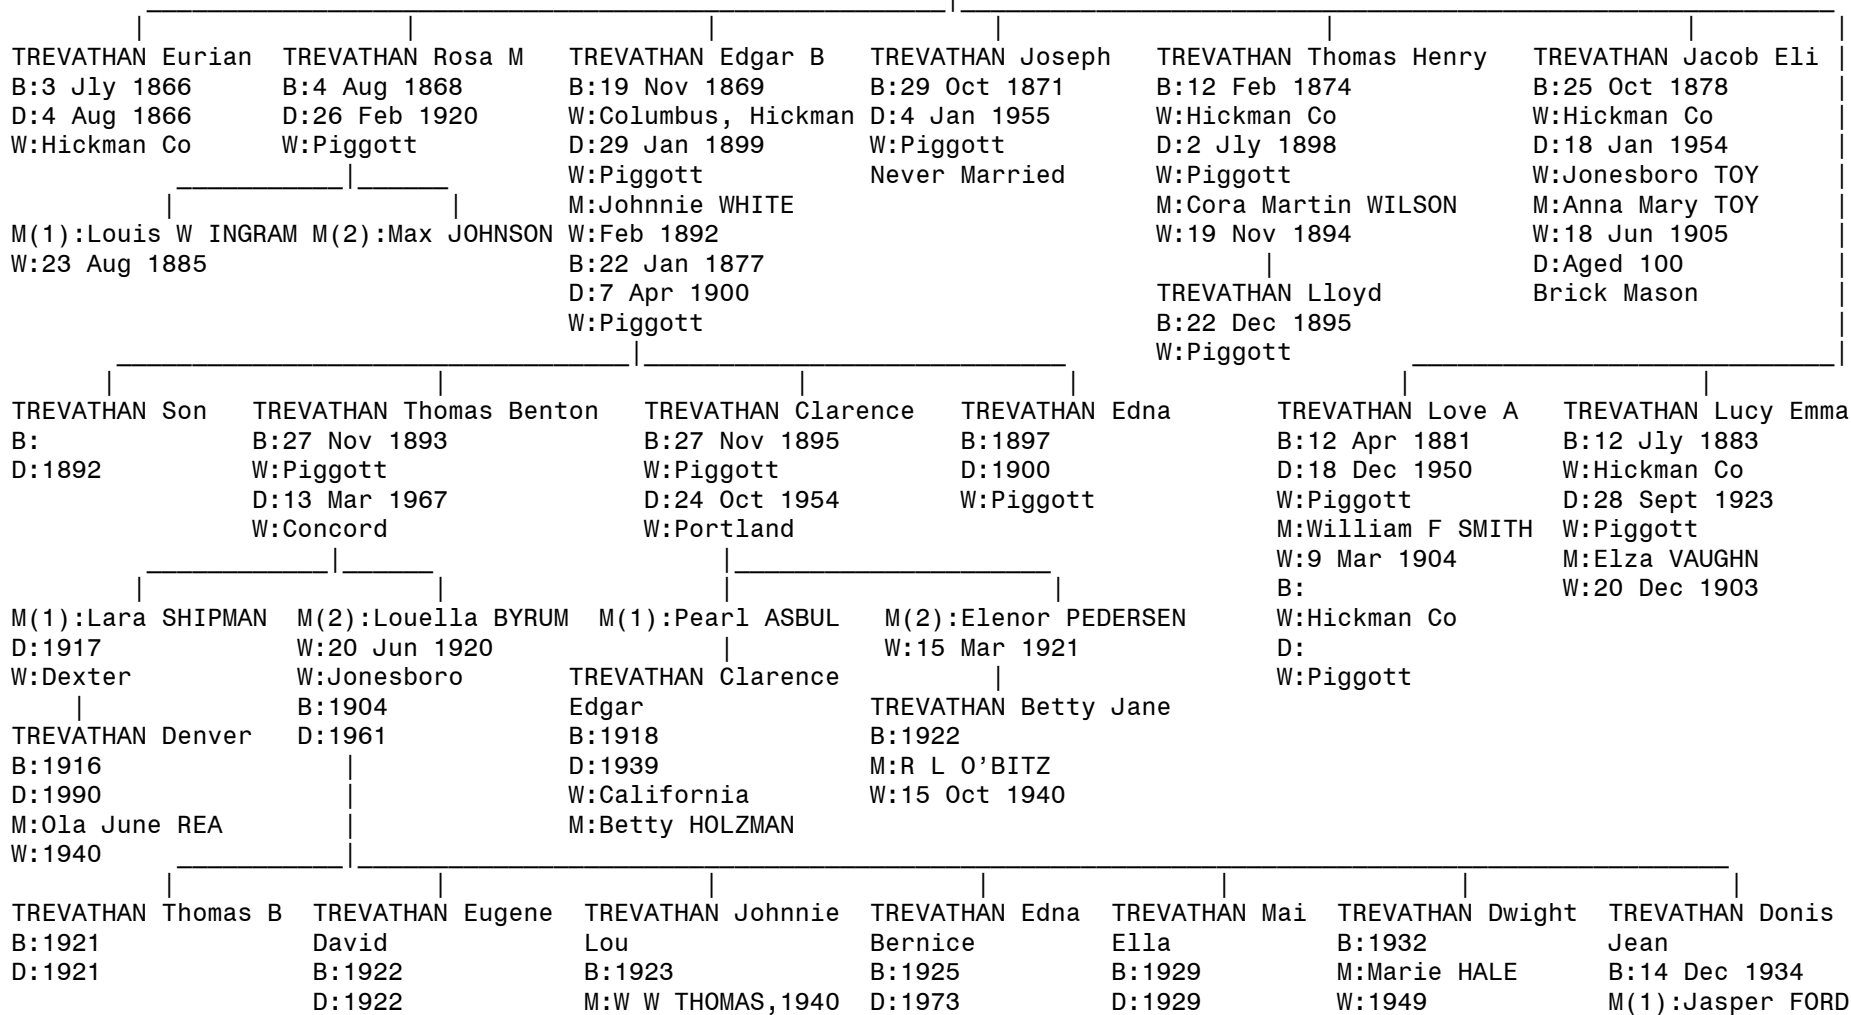 TREVATHAN Eurian TREVATHAN Rosa M TREVATHAN Edgar B TREVATHAN Joseph TREVATHAN Thomas Henry TREVATHAN Jacob Eli
B:3 Jly 1866 B:4 Aug 1868 B:19 Nov 1869 B:29 Oct 1871 B:12 Feb 1874 B:25 Oct 1878
D:4 Aug 1866 D:26 Feb 1920 W:Columbus, Hickman D:4 Jan 1955 W:Hickman Co W:Hickman Co
W:Hickman Co W:Piggott D:29 Jan 1899 W:Piggott D:2 Jly 1898 D:18 Jan 1954
W:Piggott Never Married W:Piggott W:Jonesboro TOY
M:Johnnie WHITE M:Cora Martin WILSON M:Anna Mary TOY
M(1):Louis W INGRAM M(2):Max JOHNSON W:Feb 1892 W:19 Nov 1894 W:18 Jun 1905
W:23 Aug 1885 B:22 Jan 1877 D:Aged 100
D:7 Apr 1900 TREVATHAN Lloyd Brick Mason
W:Piggott B:22 Dec 1895
W:Piggott
TREVATHAN Son TREVATHAN Thomas Benton TREVATHAN Clarence TREVATHAN Edna TREVATHAN Love A TREVATHAN Lucy Emma
B: B:27 Nov 1893 B:27 Nov 1895 B:1897 B:12 Apr 1881 B:12 Jly 1883
D:1892 W:Piggott W:Piggott D:1900 D:18 Dec 1950 W:Hickman Co
D:13 Mar 1967 D:24 Oct 1954 W:Piggott W:Piggott D:28 Sept 1923
W:Concord W:Portland M:William F SMITH W:Piggott
W:9 Mar 1904 M:Elza VAUGHN
B: W:20 Dec 1903
M(1):Lara SHIPMAN M(2):Louella BYRUM M(1):Pearl ASBUL M(2):Elenor PEDERSEN W:Hickman Co
D:1917 W:20 Jun 1920 W:15 Mar 1921 D:
W:Dexter W:Jonesboro TREVATHAN Clarence W:Piggott
B:1904 Edgar TREVATHAN Betty Jane
TREVATHAN Denver D:1961 B:1918 B:1922
B:1916 D:1939 M:R L O'BITZ
D:1990 W:California W:15 Oct 1940
M:Ola June REA M:Betty HOLZMAN
W:1940
TREVATHAN Thomas B TREVATHAN Eugene TREVATHAN Johnnie TREVATHAN Edna TREVATHAN Mai TREVATHAN Dwight TREVATHAN Donis
B:1921 David Lou Bernice Ella B:1932 Jean
D:1921 B:1922 B:1923 B:1925 B:1929 M:Marie HALE B:14 Dec 1934
D:1922 M:W W THOMAS,1940 D:1973 D:1929 W:1949 M(1):Jasper FORD